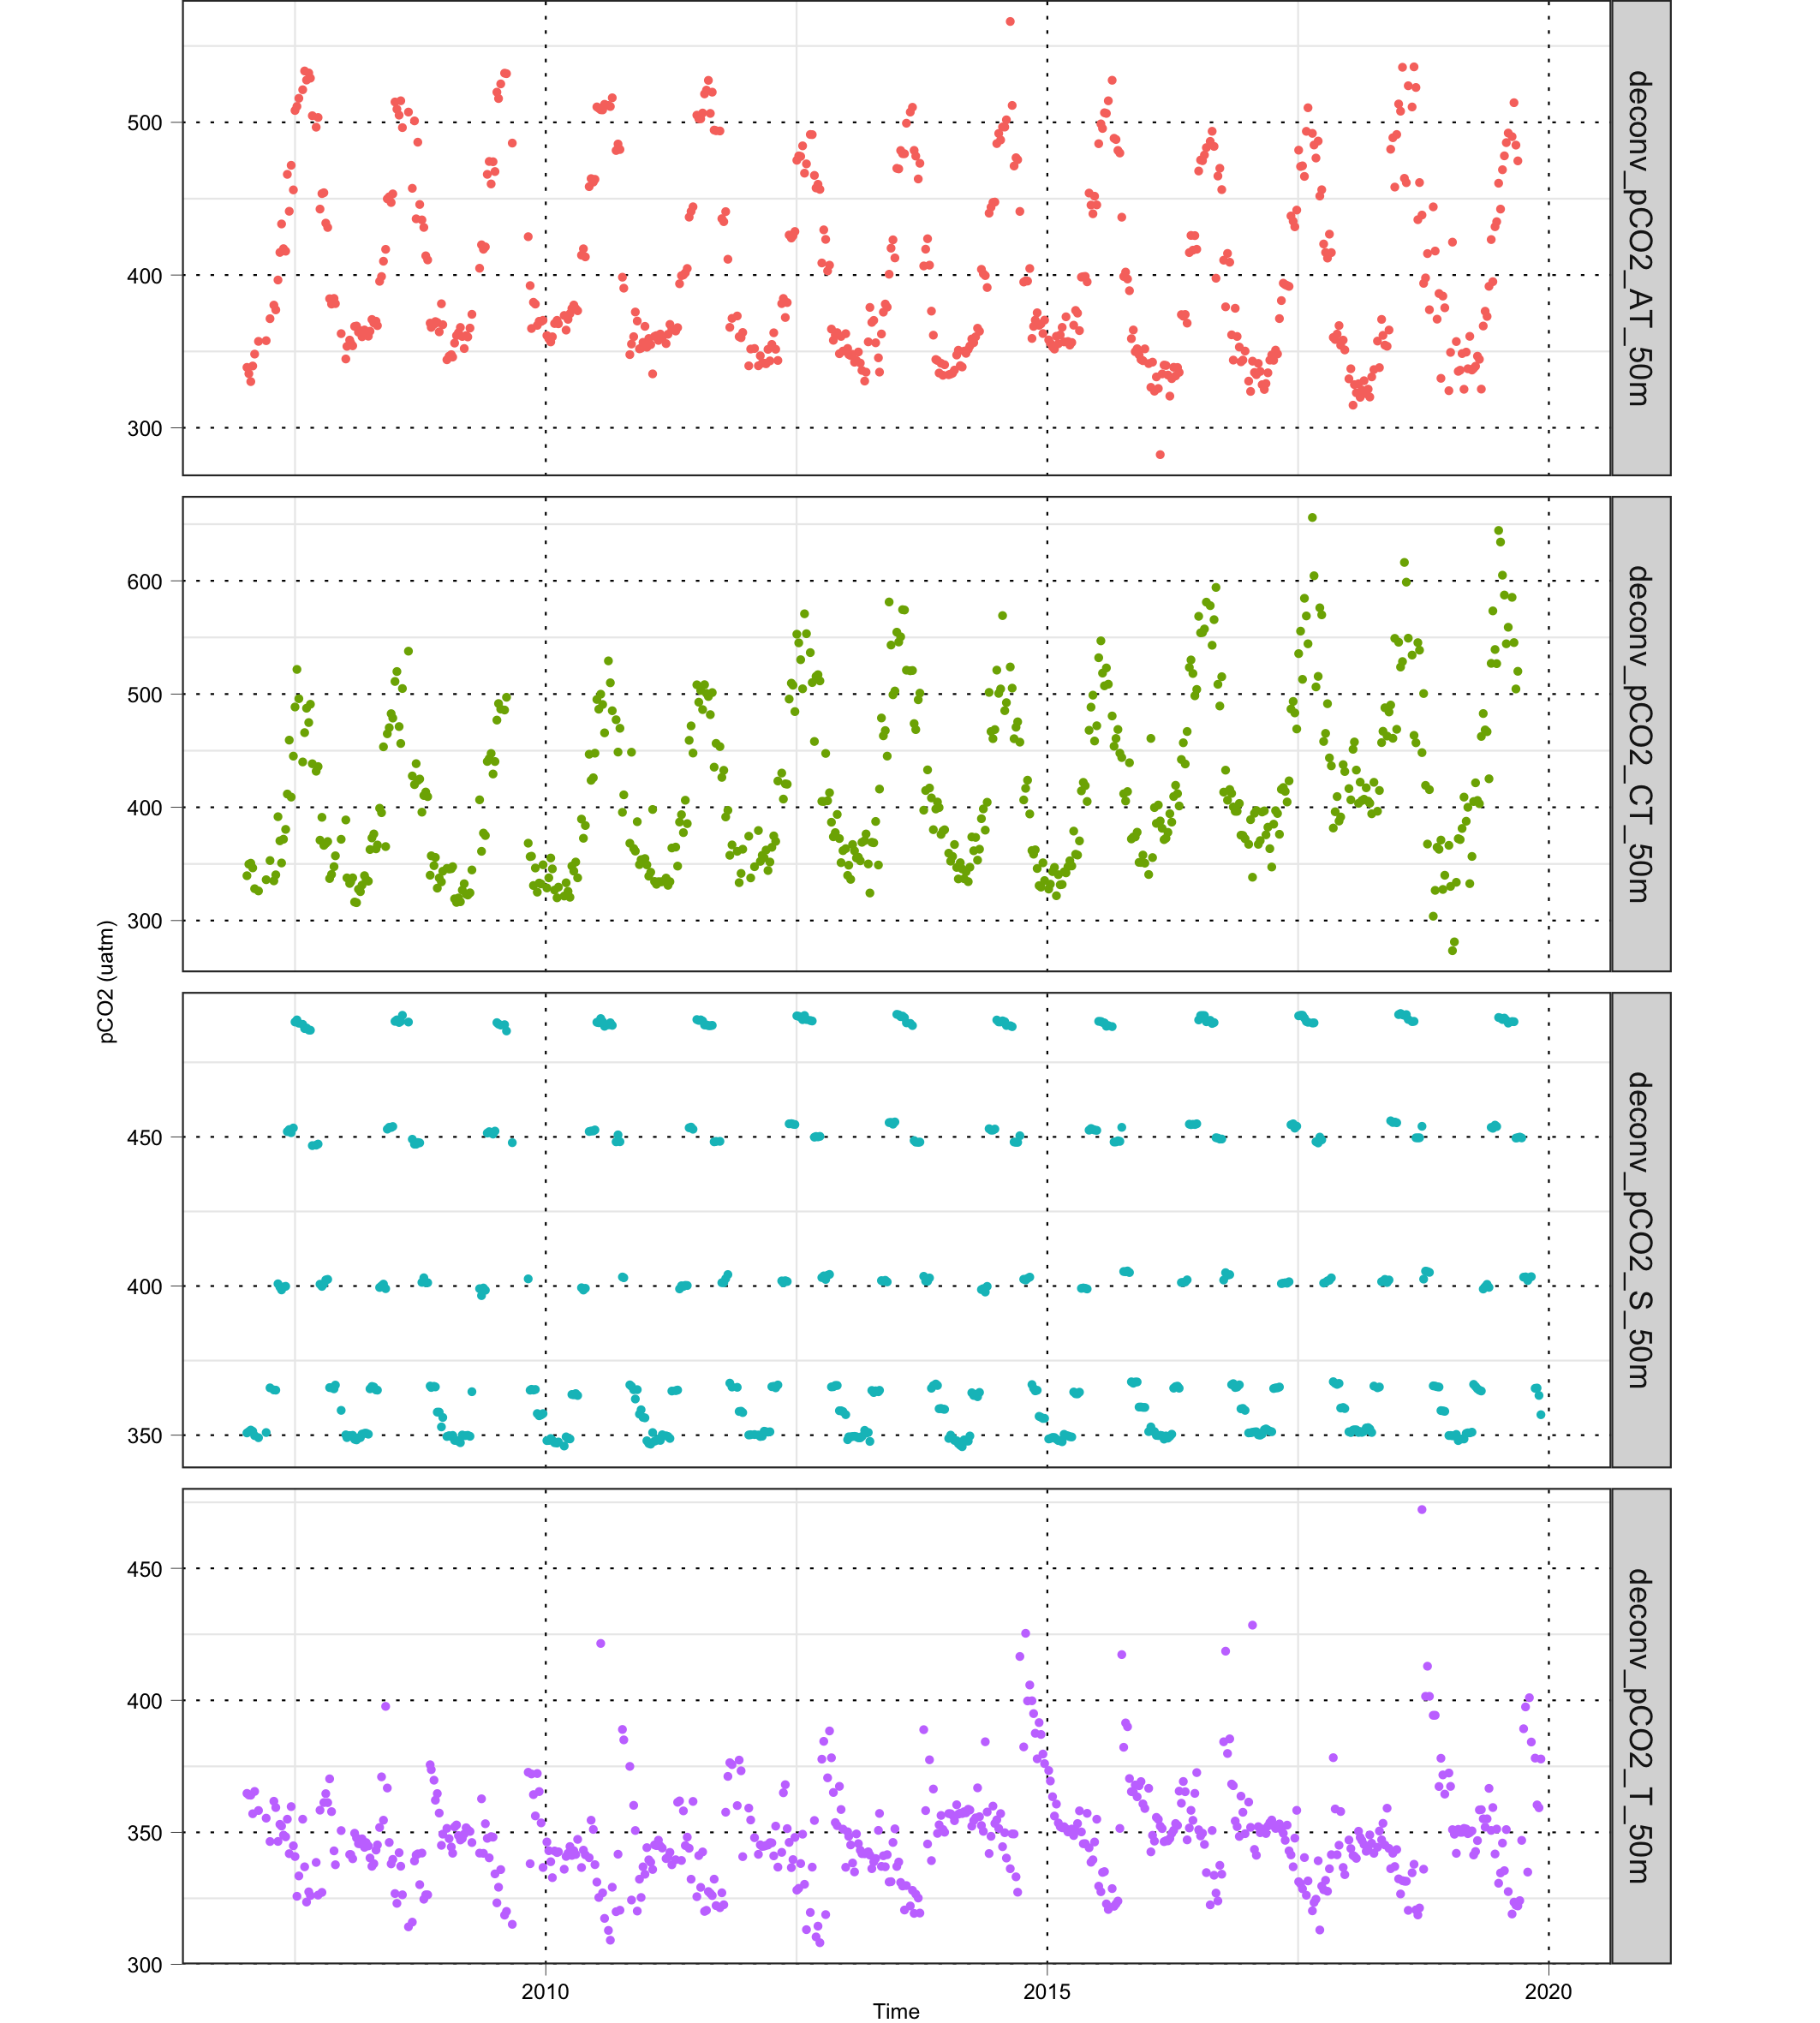 500
400
300
deconv_pCO2_AT_50m
600
500
400
300
deconv_pCO2_CT_50m
pCO2 (uatm)
450
400
350
deconv_pCO2_S_50m
450
400
350
300
deconv_pCO2_T_50m
2010
2015
2020
Time